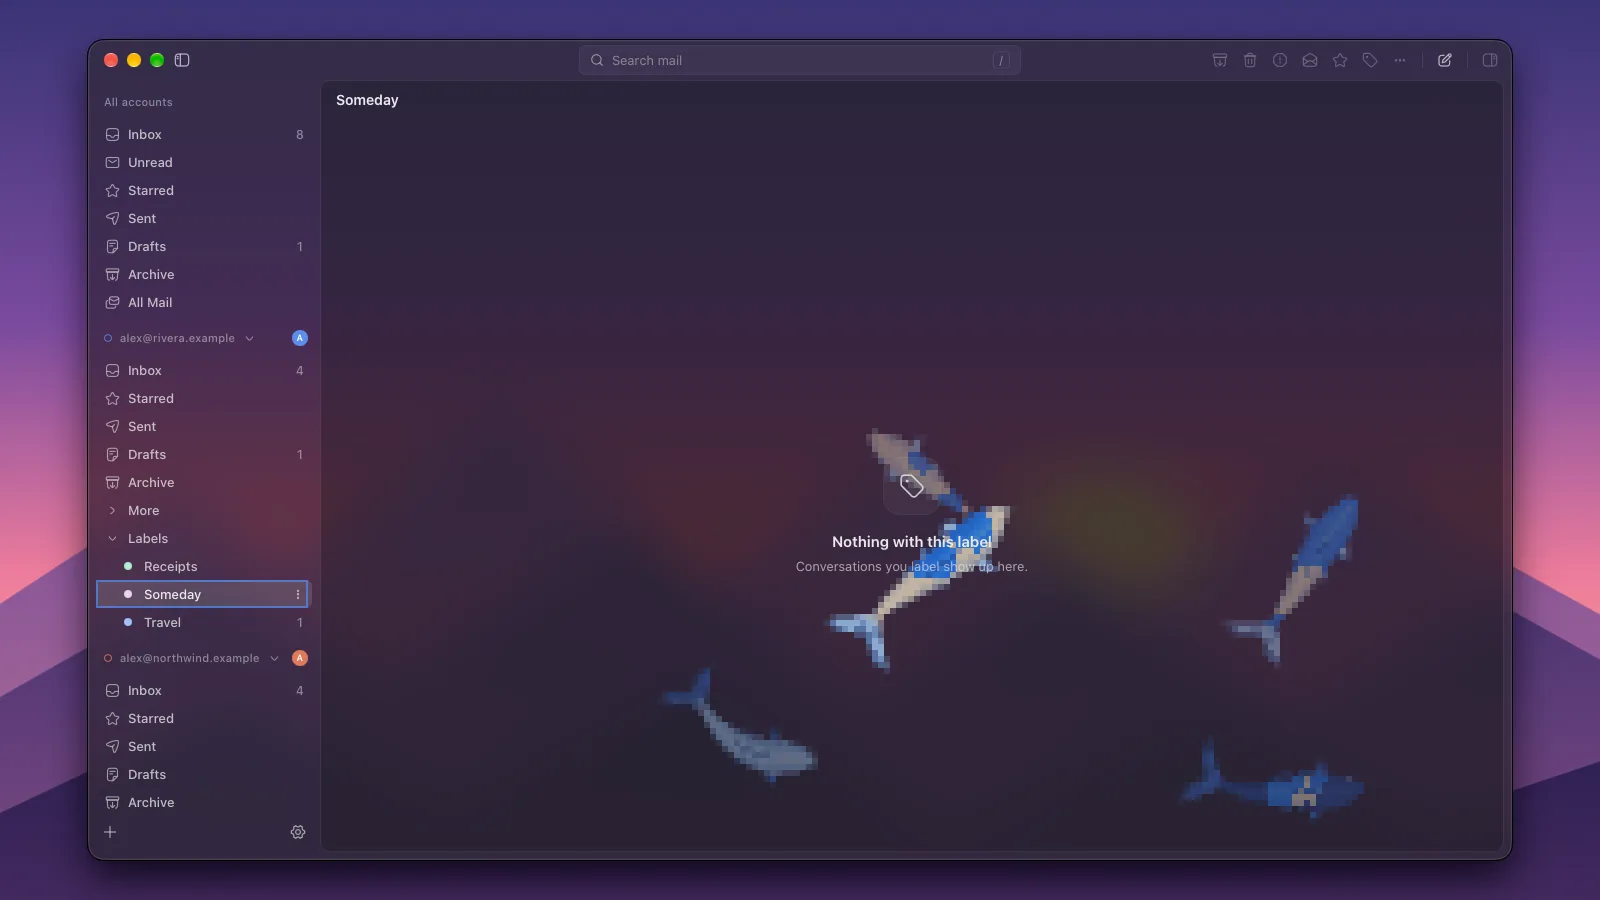 Search mail
/
All accounts
Inbox 8
Unread
Starred
Sent
Drafts 1
Archive
All Mail
alex@rivera.example A
Inbox 4
Starred
Sent
Drafts 1
Archive
More
Labels
Receipts
Someday
Travel 1
alex@northwind.example A
Inbox 4
Starred
Sent
Drafts
Archive
Someday
Nothing with this label
Conversations you label show up here.